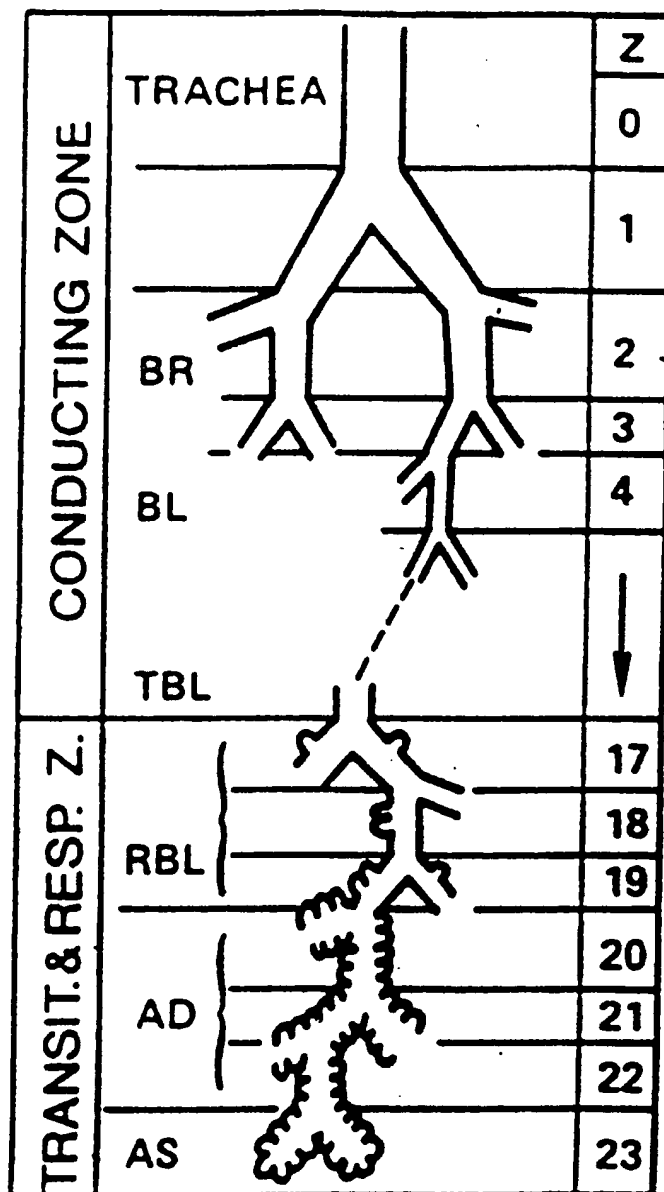 Z
TRACHEA
0
CONDUCTING ZONE
1
BR
2
3
BL
4
TBL
TRANSIT.& RESP. Z.
17
18
RBL
19
20
AD
21
22
AS
23